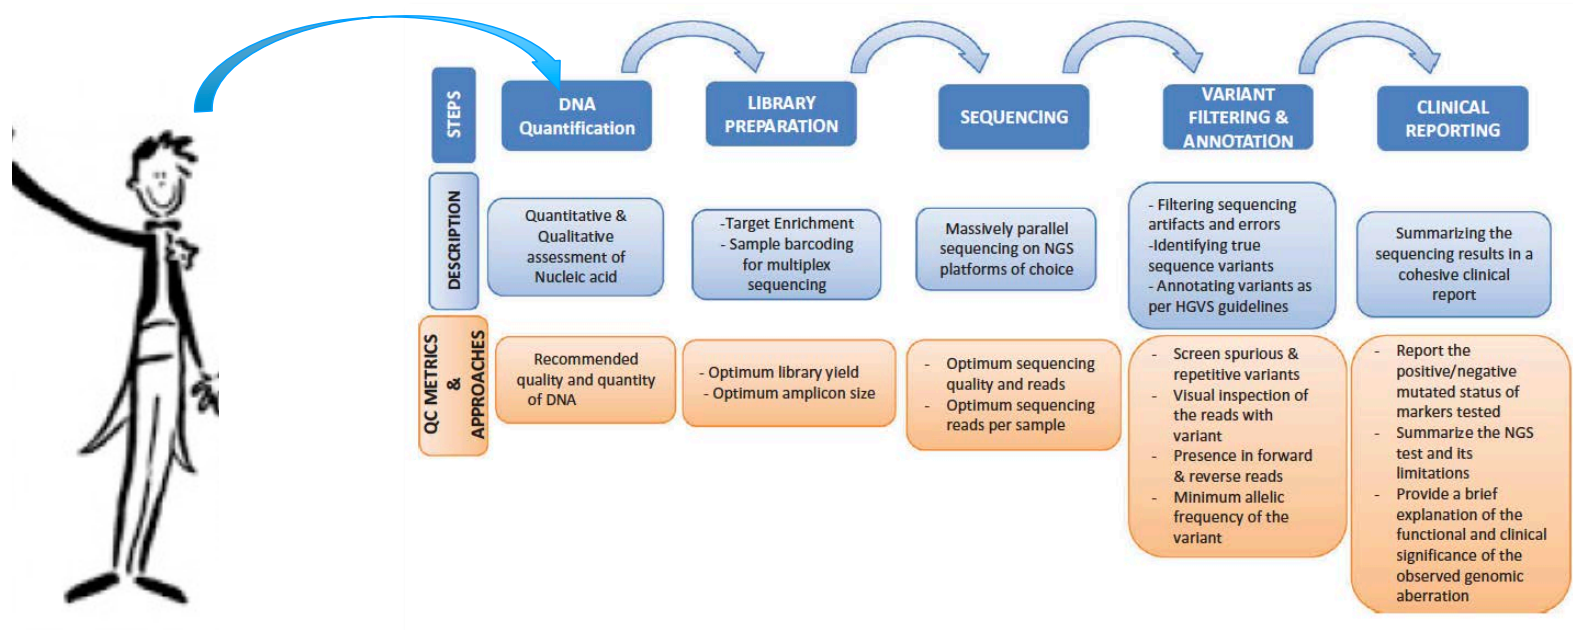 STEPS
DNA
Quantification
LIBRARY
PREPARATION
SEQUENCING
VARIANT
FILTERING &
ANNOTATION
CLINICAL
REPORTING
DESCRIPTION
Quantitative &
Qualitative
assessment of
Nucleic acid
-Target Enrichment
- Sample barcoding
for multiplex
sequencing
Massively parallel
sequencing on NGS
platforms of choice
- Filtering sequencing
artifacts and errors
-Identifying true
sequence variants
- Annotating variants as
per HGVS guidelines
Summarizing the
sequencing results in a
cohesive clinical
report
QC METRICS
&
APPROACHES
Recommended
quality and quantity
of DNA
- Optimum library yield
- Optimum amplicon size
- Optimum sequencing
quality and reads
- Optimum sequencing
reads per sample
- Screen spurious &
repetitive variants
- Visual inspection of
the reads with
variant
- Presence in forward
& reverse reads
- Minimum allelic
frequency of the
variant
- Report the
positive/negative
mutated status of
markers tested
- Summarize the NGS
test and its
limitations
- Provide a brief
explanation of the
functional and clinical
significance of the
observed genomic
aberration